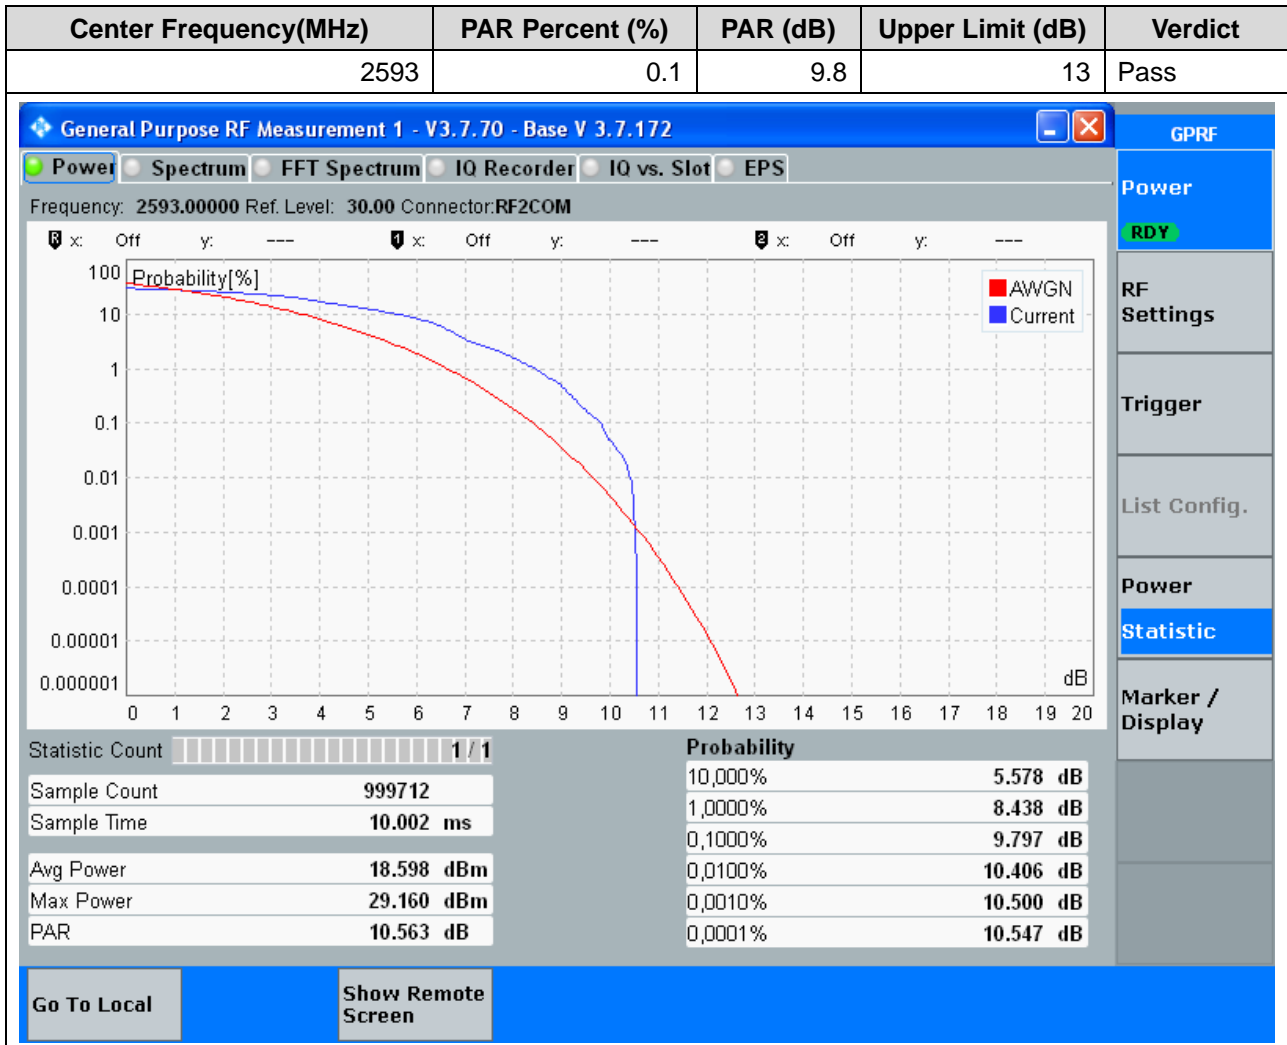 Center Frequency(MHz) PAR Percent (%) PAR (dB) Upper Limit (dB) Verdict
2593 0.1 9.8 13 Pass
General Purpose RF Measurement 1 - V3.7.70 - Base V 3.7.172
GPRF
Power Spectrum FFT Spectrum IQ Recorder IQ vs. Slot EPS
Power
RDY
Frequency: 2593.00000 Ref. Level: 30.00 Connector:RF2COM
R x: Off y: --- 1 x: Off y: --- 2 x: Off y: ---
Probability[%]
100
10
1
0.1
0.01
0.001
0.0001
0.00001
0.000001
AWGN
Current
dB
0 1 2 3 4 5 6 7 8 9 10 11 12 13 14 15 16 17 18 19 20
RF
Settings
Trigger
List Config.
Power
Statistic
Marker /
Display
Statistic Count 1 / 1
Sample Count 999712
Sample Time 10.002 ms
Avg Power 18.598 dBm
Max Power 29.160 dBm
PAR 10.563 dB
Probability
10,000% 5.578 dB
1,0000% 8.438 dB
0,1000% 9.797 dB
0,0100% 10.406 dB
0,0010% 10.500 dB
0,0001% 10.547 dB
Go To Local
Show Remote
Screen